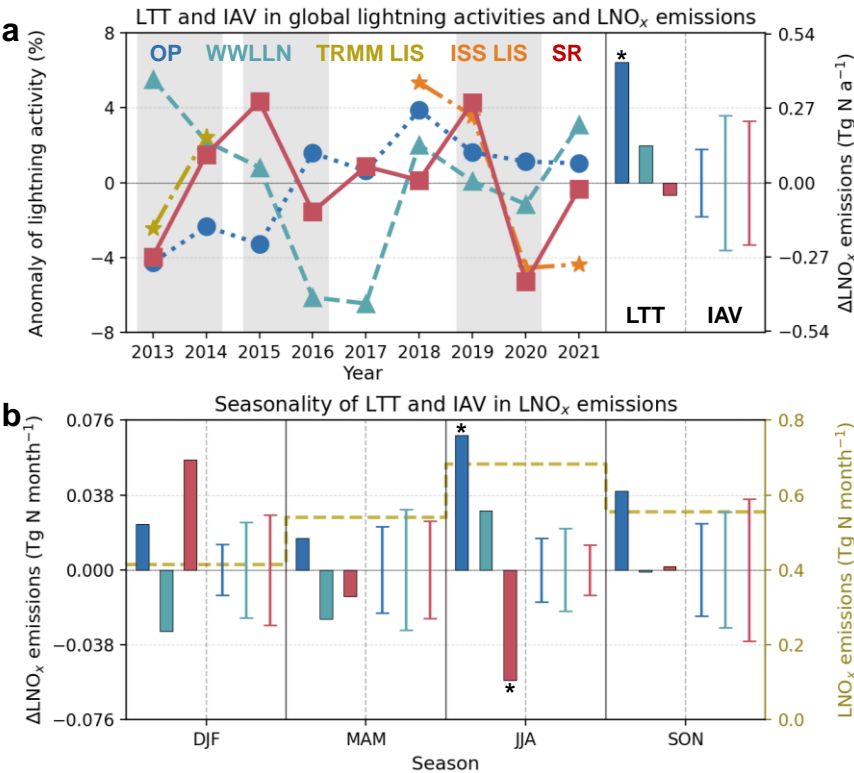 a
LTT and IAV in global lightning activities and LNOₓ emissions
Anomaly of lightning activity (%)
8
4
0
−4
−8
OP WWLLN TRMM LIS ISS LIS SR
*
LTT IAV
0.54
0.27
0.00
−0.27
−0.54
ΔLNOₓ emissions (Tg N a⁻¹)
2013 2014 2015 2016 2017 2018 2019 2020 2021
Year
b
Seasonality of LTT and IAV in LNOₓ emissions
ΔLNOₓ emissions (Tg N month⁻¹)
0.076
0.038
0.000
−0.038
−0.076
*
*
0.8
0.6
0.4
0.2
0.0
LNOₓ emissions (Tg N month⁻¹)
DJF MAM JJA SON
Season